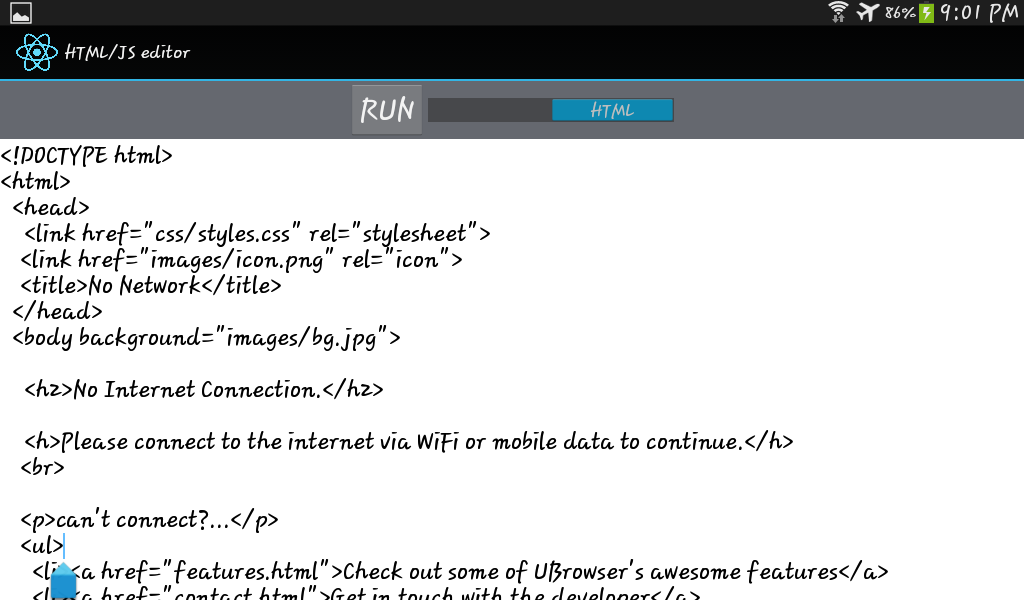 86% 9:01 PM
HTML/JS editor
RUN HTML
<!DOCTYPE html>
<html>
<head>
<link href="css/styles.css" rel="stylesheet">
<link href="images/icon.png" rel="icon">
<title>No Network</title>
</head>
<body background="images/bg.jpg">
<h2>No Internet Connection.</h2>
<h>Please connect to the internet via WiFi or mobile data to continue.</h>
<br>
<p>can't connect?...</p>
<ul>
<li><a href="features.html">Check out some of UBrowser's awesome features</a>
<li><a href="contact.html">Get in touch with the developer</a>